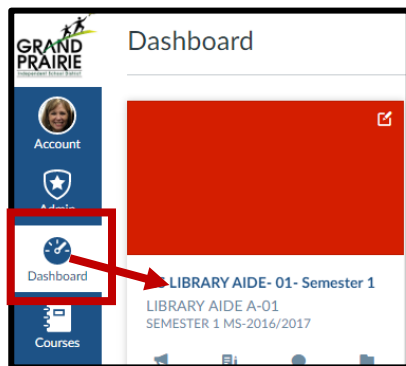 GRAND
PRAIRIE
Independent School District
Dashboard
Account
Admin
Dashboard
LIBRARY AIDE- 01- Semester 1
LIBRARY AIDE A-01
SEMESTER 1 MS-2016/2017
Courses